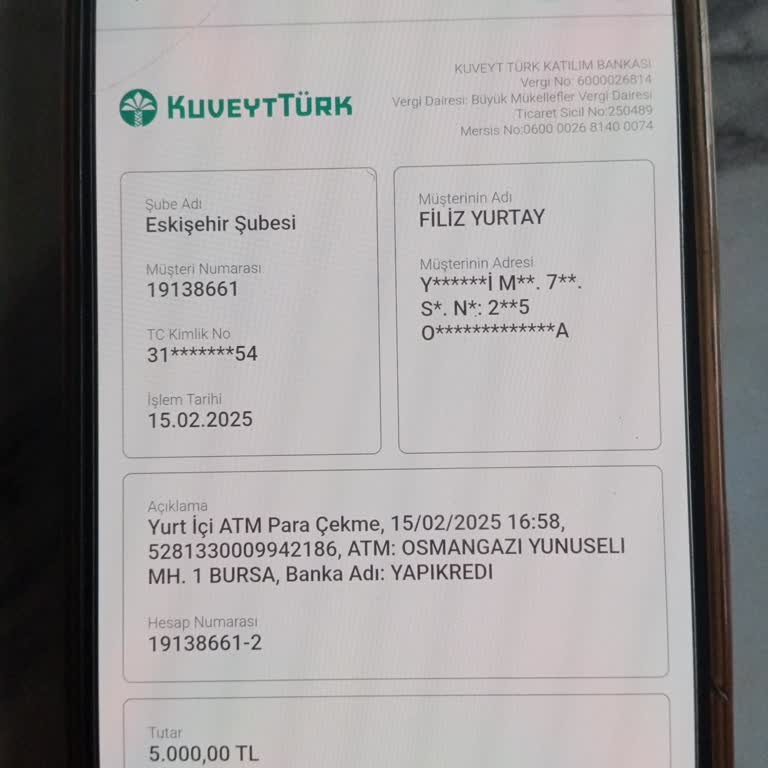 KUVEYT TÜRK KATILIM BANKASI
Vergi No: 6000026814
Vergi Dairesi: Büyük Mükellefler Vergi Dairesi
Ticaret Sicil No:250489
Mersis No:0600 0026 8140 0074
KUVEYTTÜRK
Şube Adı
Eskişehir Şubesi
Müşteri Numarası
19138661
TC Kimlik No
31*******54
İşlem Tarihi
15.02.2025
Müşterinin Adı
FİLİZ YURTAY
Müşterinin Adresi
Y******İ M**. 7**.
S*. N*: 2**5
O*************A
Açıklama
Yurt İçi ATM Para Çekme, 15/02/2025 16:58,
5281330009942186, ATM: OSMANGAZI YUNUSELI
MH. 1 BURSA, Banka Adı: YAPIKREDI
Hesap Numarası
19138661-2
Tutar
5.000,00 TL